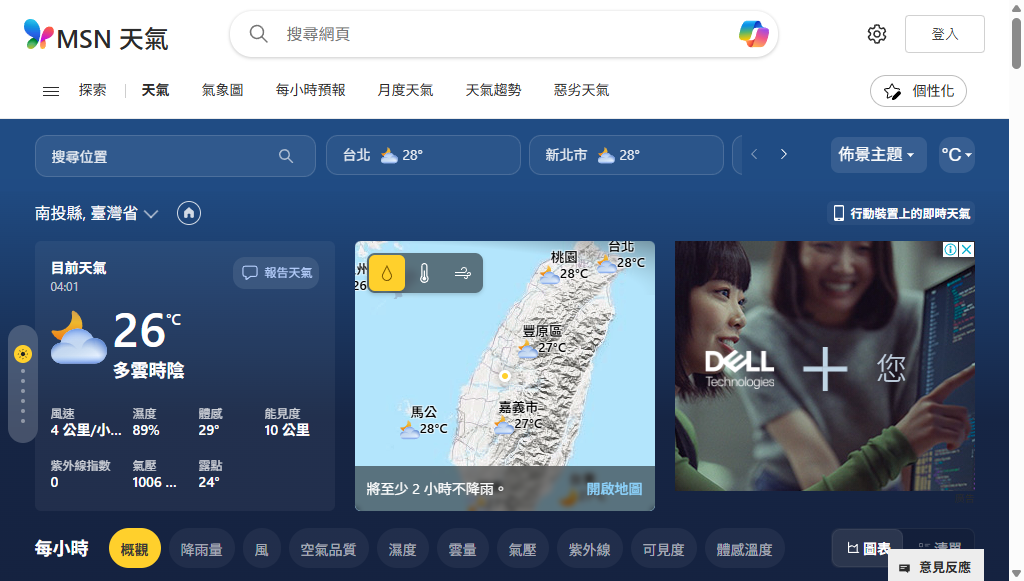 MSN 天氣
搜尋網頁
登入
探索
天氣
氣象圖
每小時預報
月度天氣
天氣趨勢
惡劣天氣
個性化
搜尋位置
台北 28°
新北市 28°
佈景主題
°C
南投縣, 臺灣省
行動裝置上的即時天氣
目前天氣
04:01
報告天氣
26°C
多雲時陰
風速
4 公里/小...
濕度
89%
體感
29°
能見度
10 公里
紫外線指數
0
氣壓
1006 ...
露點
24°
州
26
桃園
28°C
台北
28°C
豐原區
27°C
馬公
28°C
嘉義市
27°C
將至少 2 小時不降雨。
開啟地圖
DELL
Technologies
+
您
每小時
概觀
降雨量
風
空氣品質
濕度
雲量
氣壓
紫外線
可見度
體感溫度
圖表
清單
意見反應